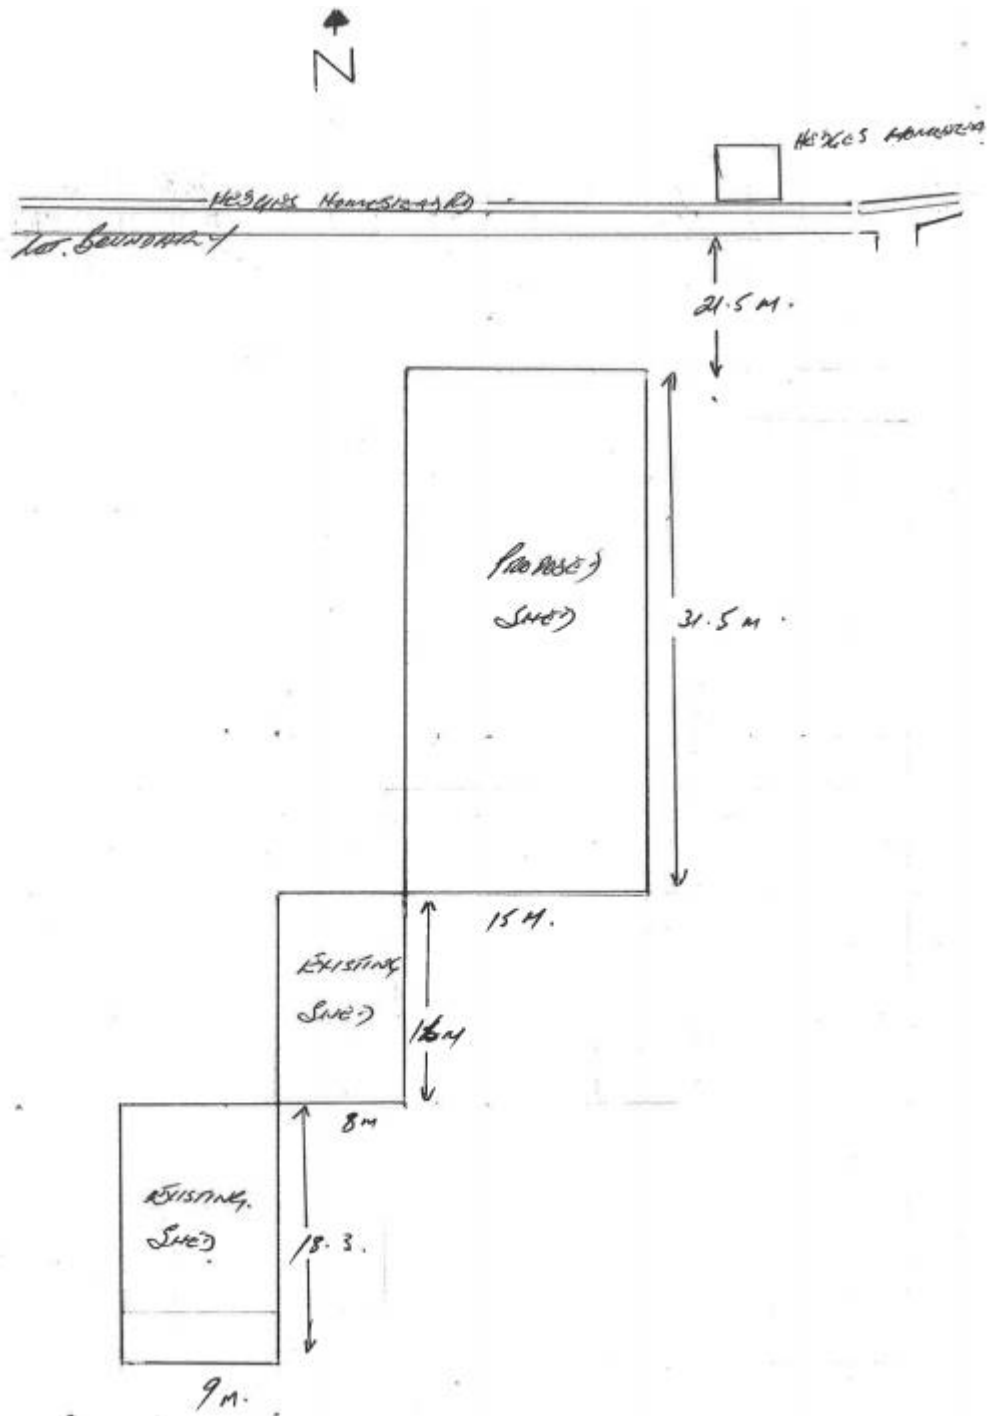 N
HEDGES HOMESTEAD
HEDGES HOMESTEAD RD
LOT. BOUNDARY
21.5 M.
PROPOSED
SHED
31.5 M.
15 M.
EXISTING
SHED
M
8 M
EXISTING.
SHED
18.3.
9 M.